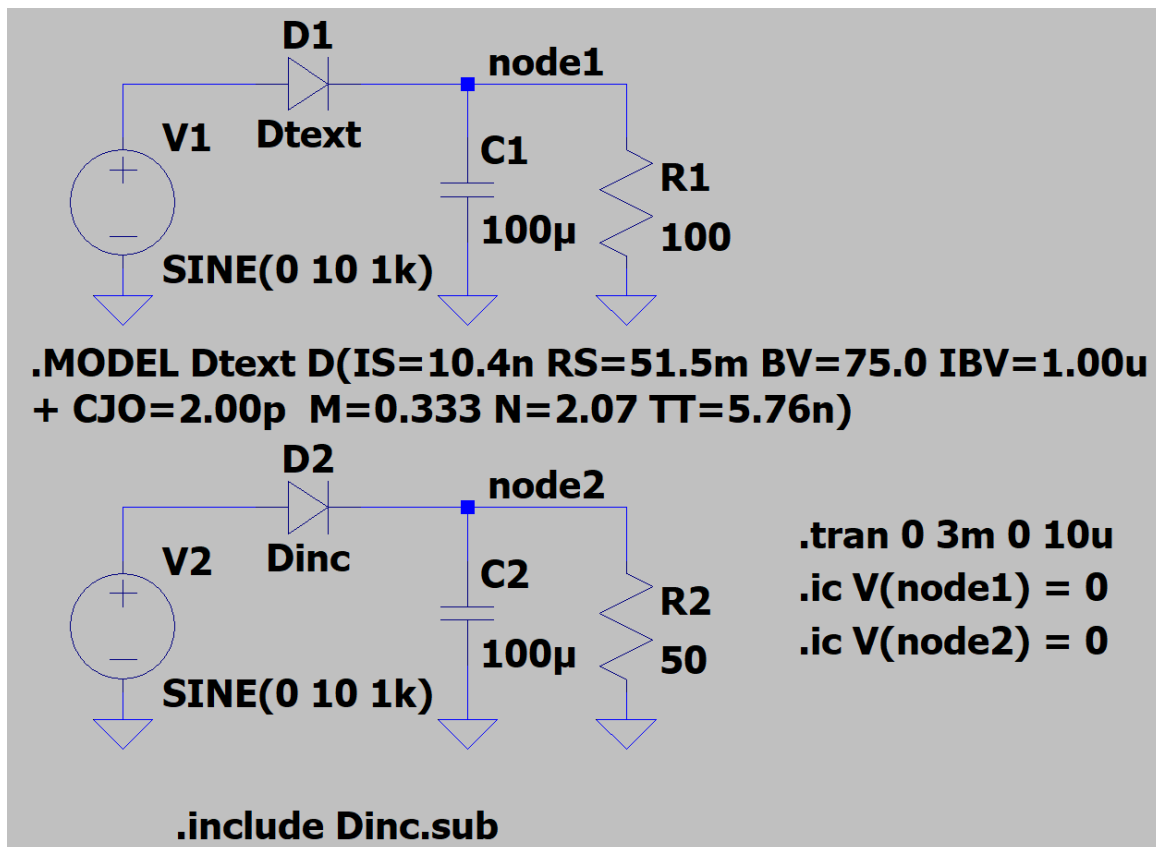 D1
node1
V1
Dtext
C1
R1
100µ
100
SINE(0 10 1k)
.MODEL Dtext D(IS=10.4n RS=51.5m BV=75.0 IBV=1.00u
+ CJO=2.00p  M=0.333 N=2.07 TT=5.76n)
D2
node2
V2
Dinc
C2
R2
100µ
50
SINE(0 10 1k)
.tran 0 3m 0 10u
.ic V(node1) = 0
.ic V(node2) = 0
.include Dinc.sub